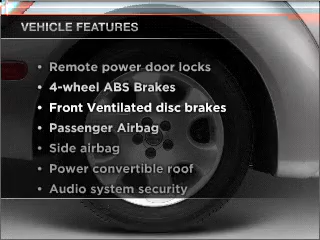 VEHICLE FEATURES
• Remote power door locks
• 4-wheel ABS Brakes
• Front Ventilated disc brakes
• Passenger Airbag
• Side airbag
• Power convertible roof
• Audio system security